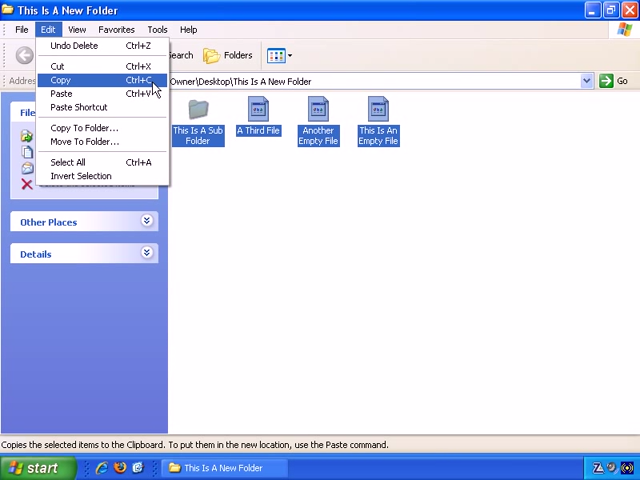 This Is A New Folder
File Edit View Favorites Tools Help
Undo Delete Ctrl+Z
Search Folders
Cut Ctrl+X
Address Owner\Desktop\This Is A New Folder Go
Copy Ctrl+C
Paste Ctrl+V
Paste Shortcut
Copy To Folder...
Move To Folder...
Select All Ctrl+A
Invert Selection
This Is A Sub
Folder
A Third File
Another
Empty File
This Is An
Empty File
Other Places
Details
Copies the selected items to the Clipboard. To put them in the new location, use the Paste command.
start This Is A New Folder